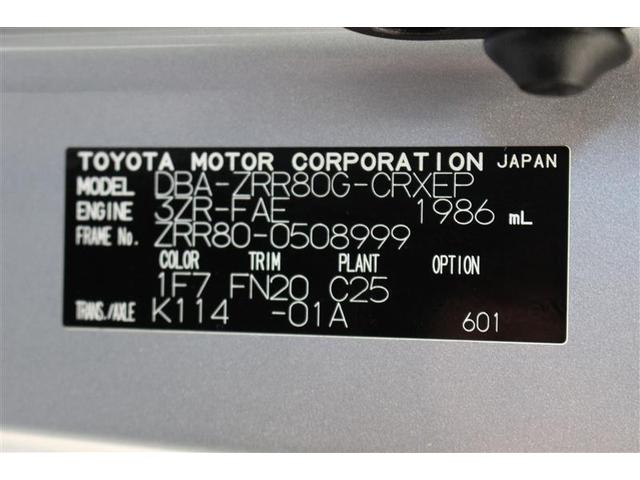 TOYOTA MOTOR CORPORATION JAPAN
MODEL DBA-ZRR80G-CRXEP
ENGINE 3ZR-FAE 1986 mL
FRAME No. ZRR80-0508999
COLOR TRIM PLANT OPTION
1F7 FN20 C25
TRANS./AXLE K114 -01A 601